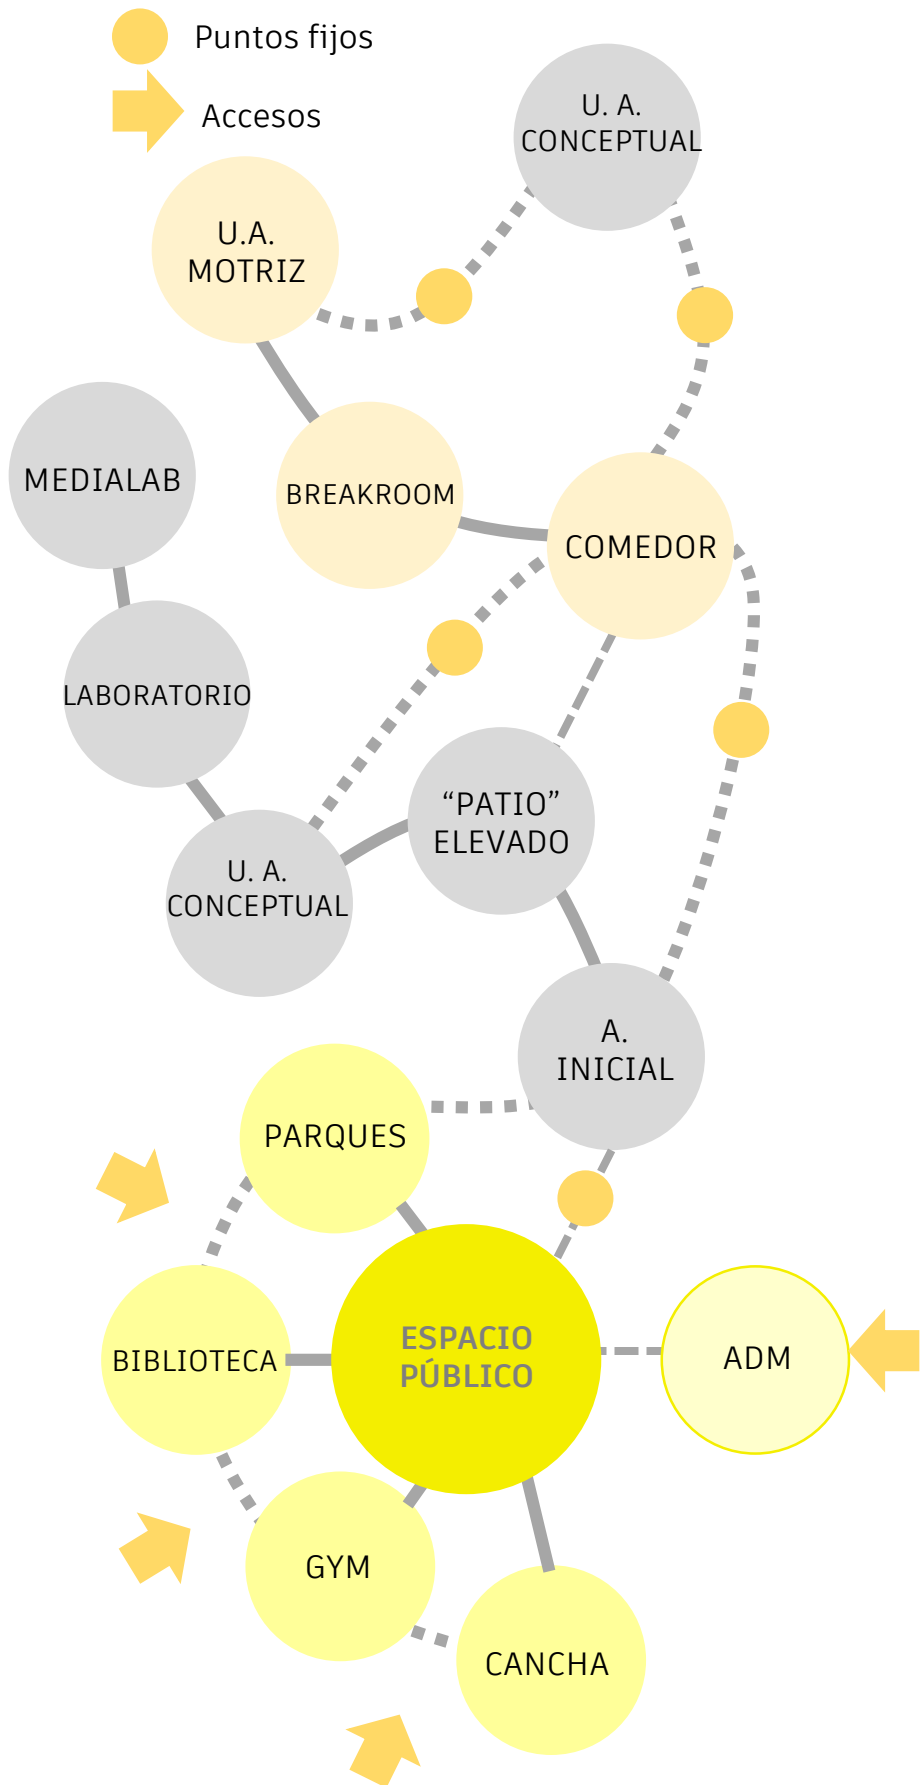 Puntos fijos
Accesos
U. A.
CONCEPTUAL
U.A.
MOTRIZ
MEDIALAB
BREAKROOM
COMEDOR
LABORATORIO
“PATIO”
ELEVADO
U. A.
CONCEPTUAL
A.
INICIAL
PARQUES
ESPACIO
PÚBLICO
BIBLIOTECA
ADM
GYM
CANCHA